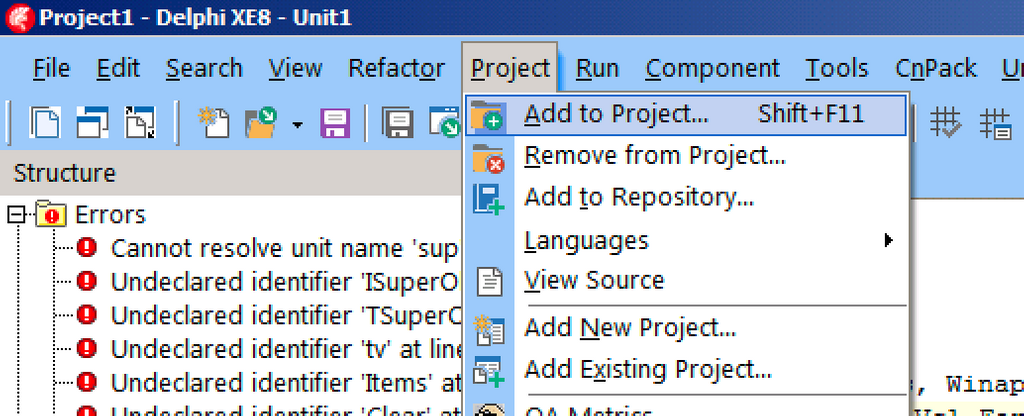 Project1 - Delphi XE8 - Unit1
File Edit Search View Refactor Project Run Component Tools CnPack
Add to Project... Shift+F11
Remove from Project...
Add to Repository...
Languages
View Source
Add New Project...
Add Existing Project...
QA Metrics
Structure
Errors
Cannot resolve unit name 'sup
Undeclared identifier 'ISuperO
Undeclared identifier 'TSuper
Undeclared identifier 'tv' at line
Undeclared identifier 'Items' at
Undeclared identifier 'Clear' at
, Winap